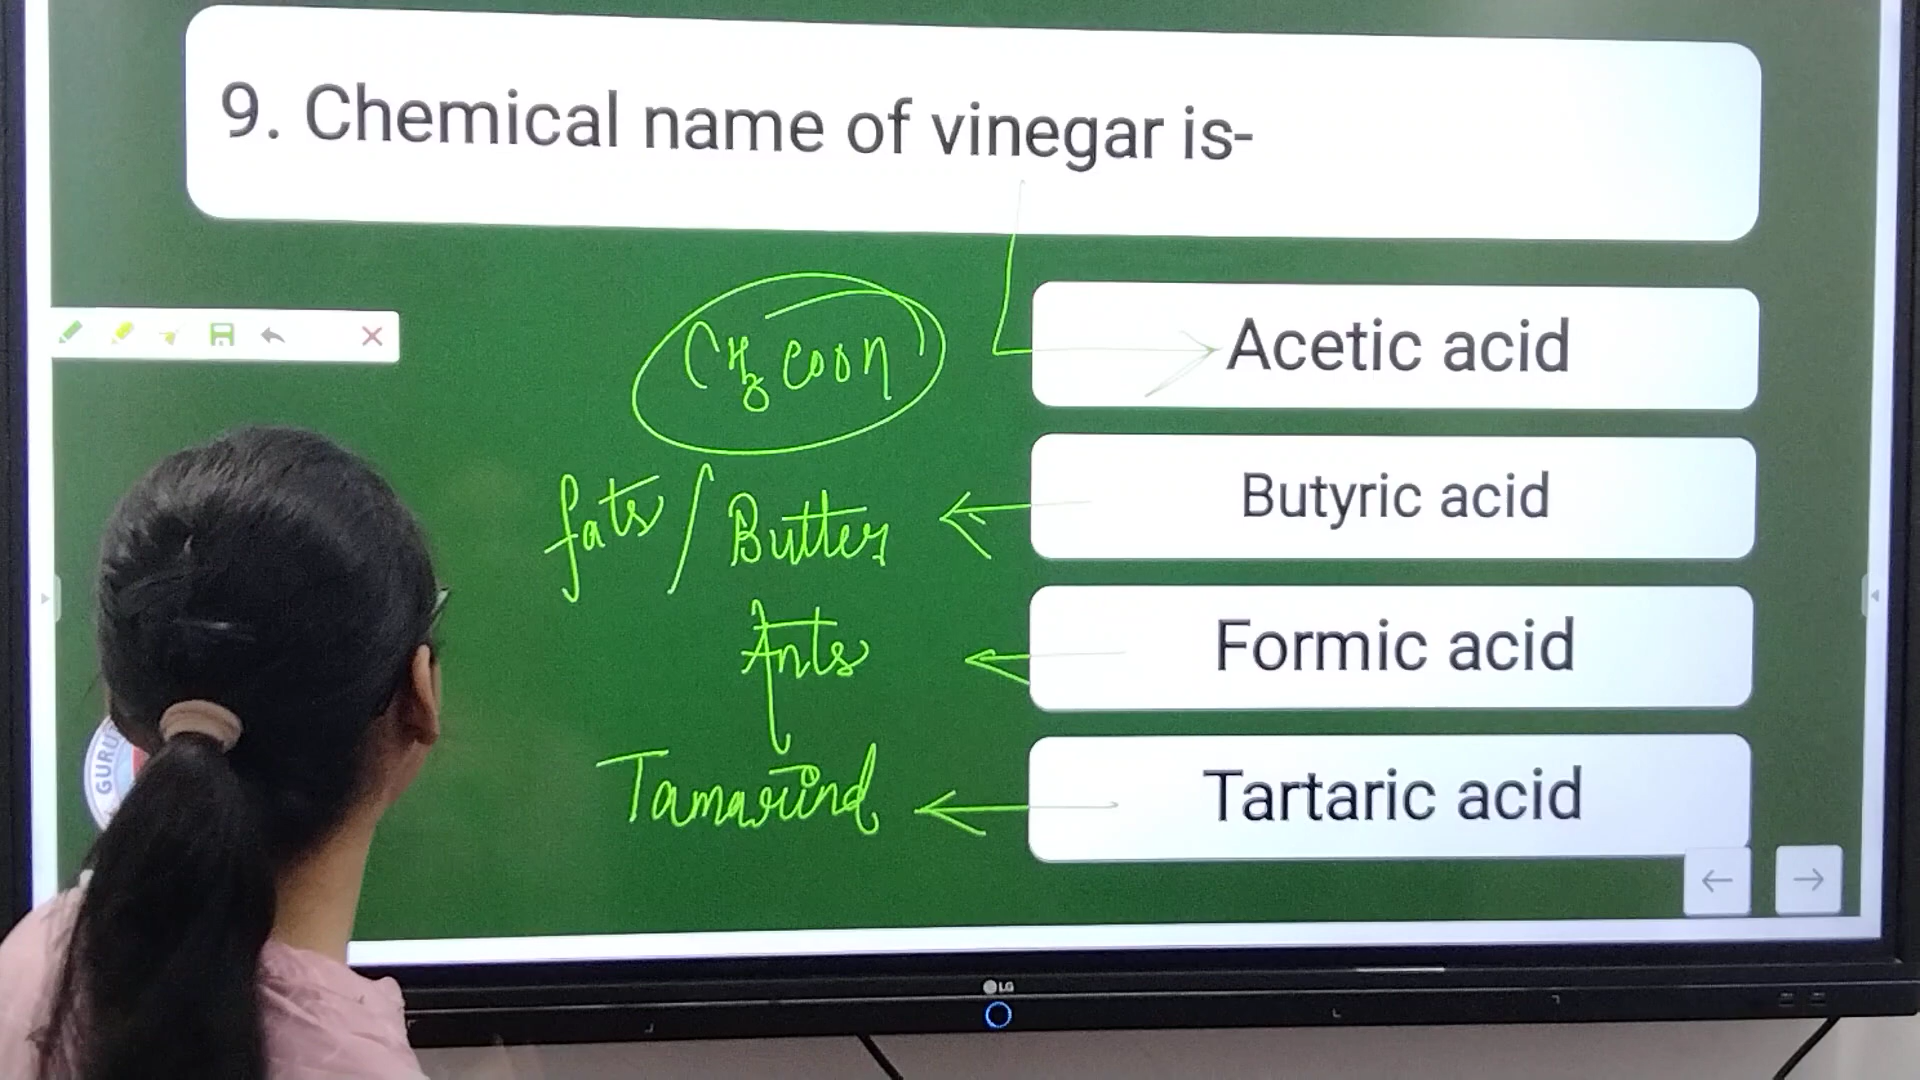 9. Chemical name of vinegar is-
CH3COOH
Acetic acid
fats / Butter
Butyric acid
Ants
Formic acid
Tamarind
Tartaric acid
GURU
LG